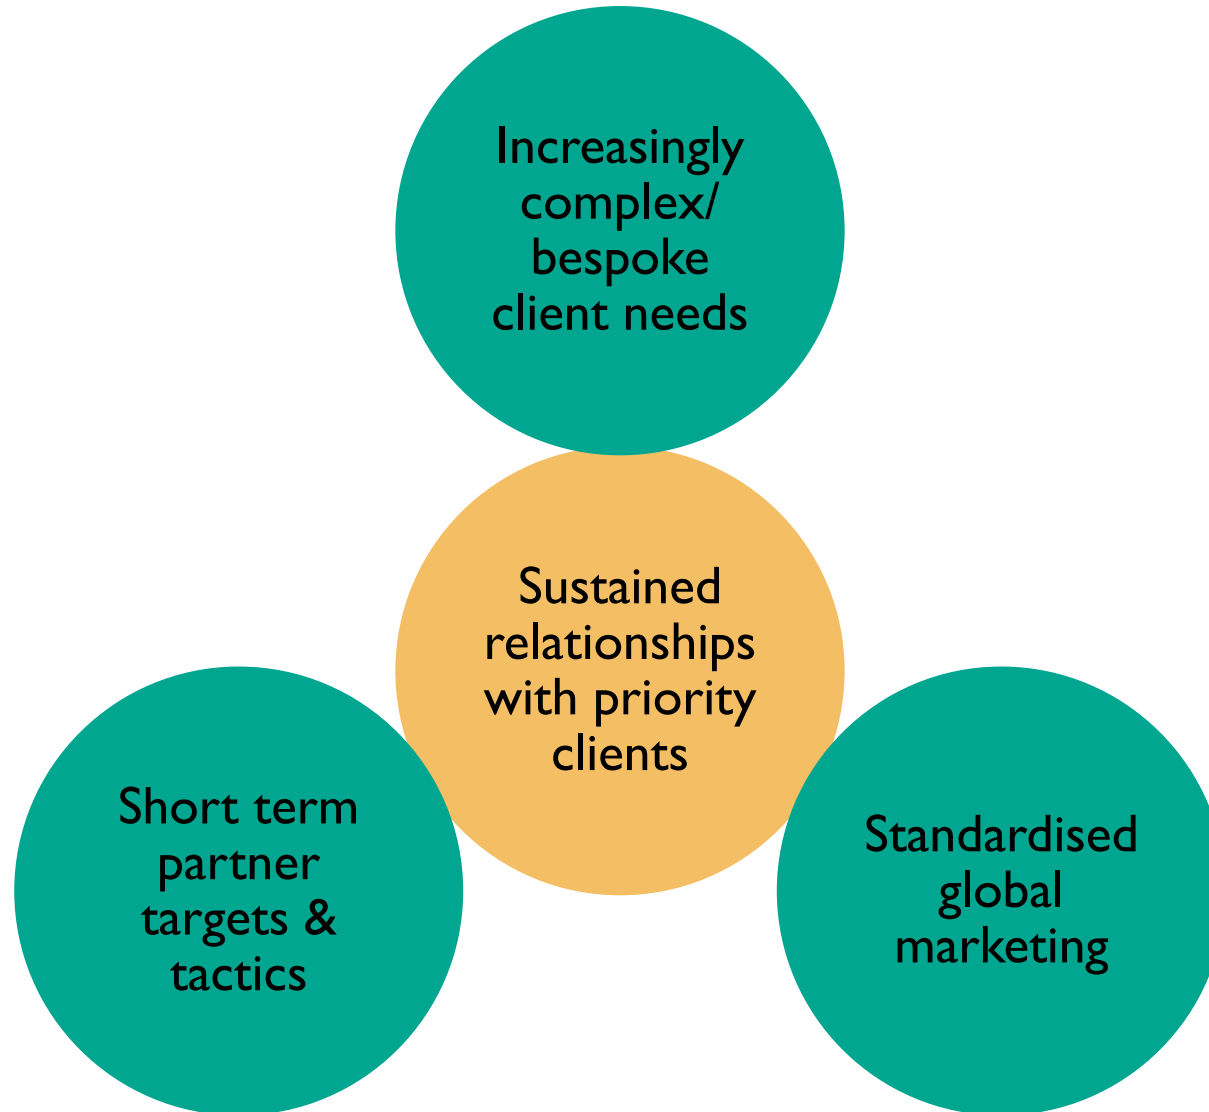 Increasingly
complex/
bespoke
client needs
Sustained
relationships
with priority
clients
Short term
partner
targets &
tactics
Standardised
global
marketing